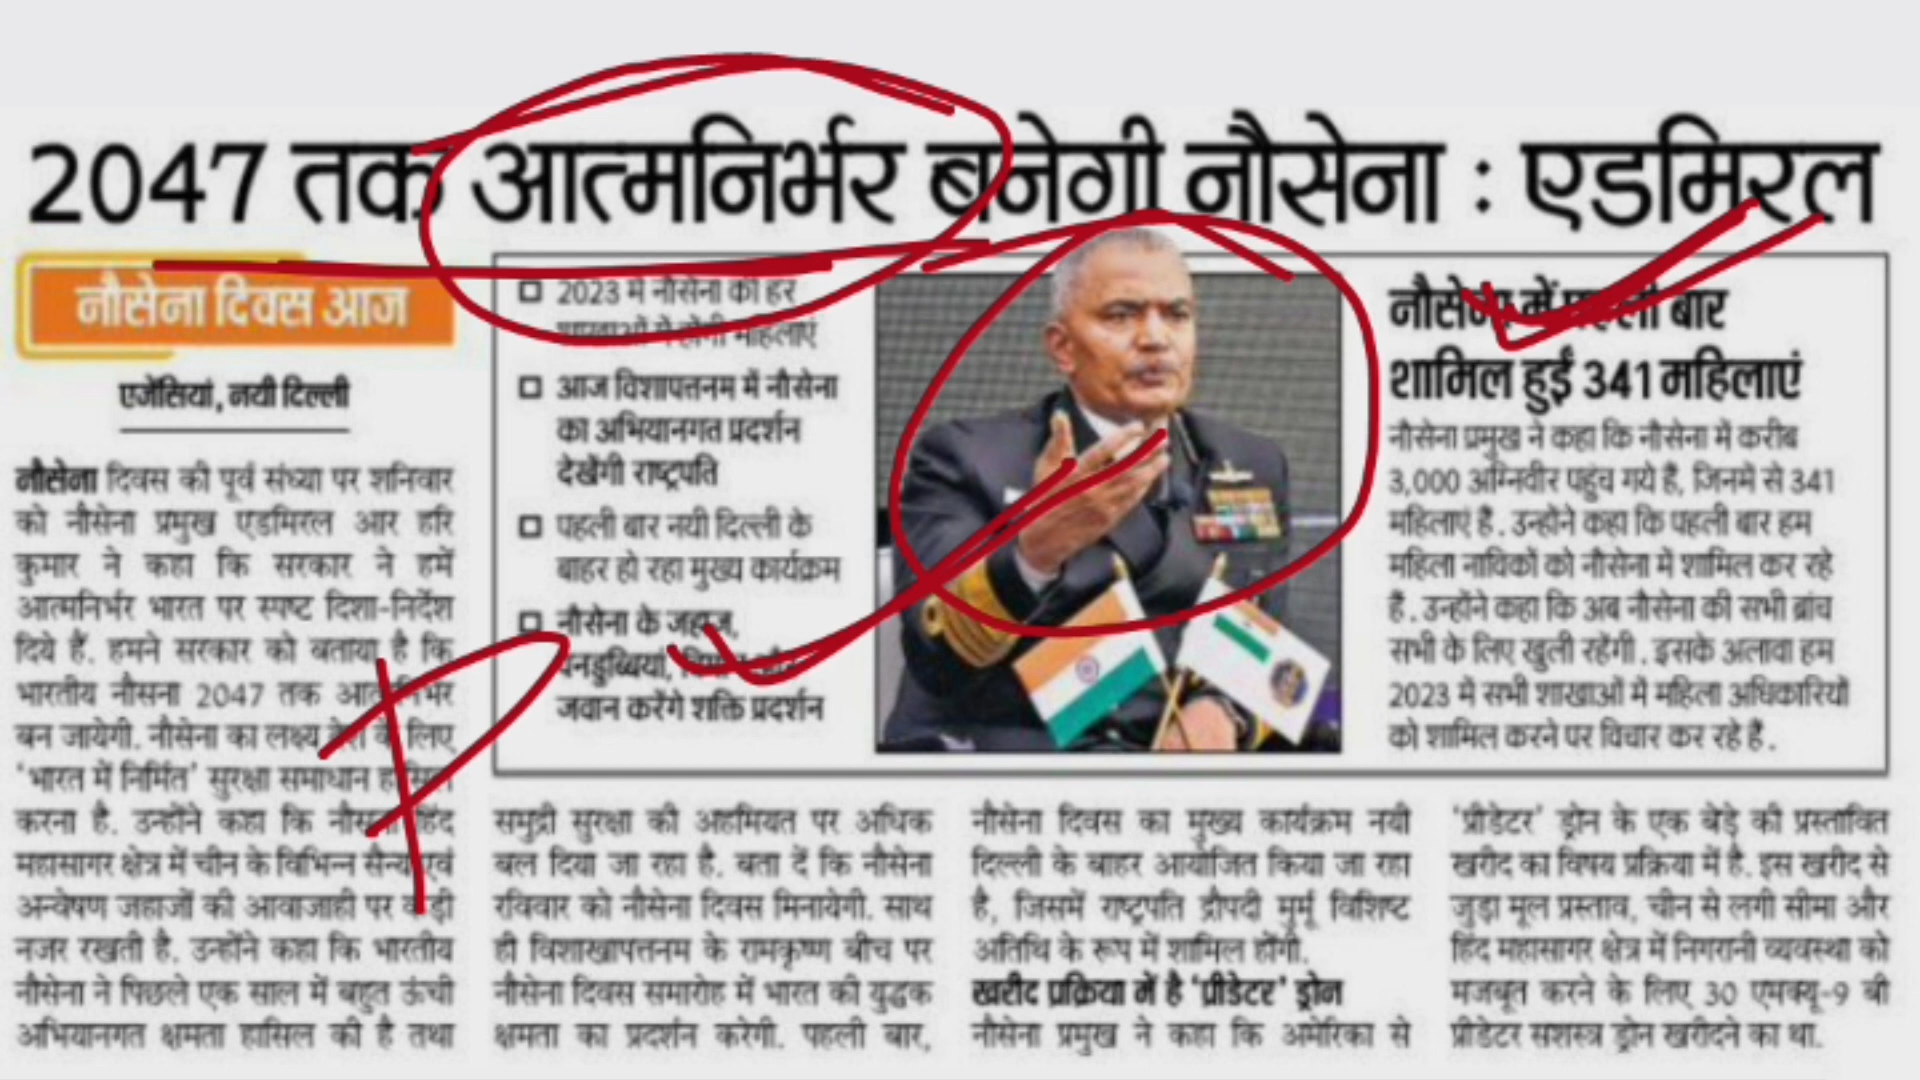 2047 तक आत्मनिर्भर बनेगी नौसेना : एडमिरल
नौसेना दिवस आज
एजेंसियां, नयी दिल्ली
नौसेना दिवस की पूर्व संध्या पर शनिवार
को नौसेना प्रमुख एडमिरल आर हरि
कुमार ने कहा कि सरकार ने हमें
आत्मनिर्भर भारत पर स्पष्ट दिशा-निर्देश
दिये हैं. हमने सरकार को बताया है कि
भारतीय नौसना 2047 तक आत्मनिर्भर
बन जायेगी. नौसेना का लक्ष्य देश के लिए
'भारत में निर्मित' सुरक्षा समाधान हासिल
करना है. उन्होंने कहा कि नौसेना हिंद
महासागर क्षेत्र में चीन के विभिन्न सैन्य एवं
अन्वेषण जहाजों की आवाजाही पर कड़ी
नजर रखती है. उन्होंने कहा कि भारतीय
नौसेना ने पिछले एक साल में बहुत ऊंची
अभियानगत क्षमता हासिल की है तथा
2023 में नौसेना की हर
शाखाओं में होंगी महिलाएं
आज विशापत्तनम में नौसेना
का अभियानगत प्रदर्शन
देखेंगी राष्ट्रपति
पहली बार नयी दिल्ली के
बाहर हो रहा मुख्य कार्यक्रम
नौसेना के जहाज,
पनडुब्बियां, विमान और
जवान करेंगे शक्ति प्रदर्शन
नौसेना में पहली बार
शामिल हुईं 341 महिलाएं
नौसेना प्रमुख ने कहा कि नौसेना में करीब
3,000 अग्निवीर पहुंच गये हैं, जिनमें से 341
महिलाएं हैं. उन्होंने कहा कि पहली बार हम
महिला नाविकों को नौसेना में शामिल कर रहे
हैं. उन्होंने कहा कि अब नौसेना की सभी ब्रांच
सभी के लिए खुली रहेंगी. इसके अलावा हम
2023 में सभी शाखाओं में महिला अधिकारियों
को शामिल करने पर विचार कर रहे हैं.
समुद्री सुरक्षा की अहमियत पर अधिक
बल दिया जा रहा है. बता दें कि नौसेना
रविवार को नौसेना दिवस मिनायेगी. साथ
ही विशाखापत्तनम के रामकृष्ण बीच पर
नौसेना दिवस समारोह में भारत की युद्धक
क्षमता का प्रदर्शन करेगी. पहली बार,
नौसेना दिवस का मुख्य कार्यक्रम नयी
दिल्ली के बाहर आयोजित किया जा रहा
है, जिसमें राष्ट्रपति द्रौपदी मुर्मू विशिष्ट
अतिथि के रूप में शामिल होंगी.
खरीद प्रक्रिया में है 'प्रीडेटर' ड्रोन
नौसेना प्रमुख ने कहा कि अमेरिका से
'प्रीडेटर' ड्रोन के एक बेड़े की प्रस्तावित
खरीद का विषय प्रक्रिया में है. इस खरीद से
जुड़ा मूल प्रस्ताव, चीन से लगी सीमा और
हिंद महासागर क्षेत्र में निगरानी व्यवस्था को
मजबूत करने के लिए 30 एमक्यू-9 बी
प्रीडेटर सशस्त्र ड्रोन खरीदने का था.